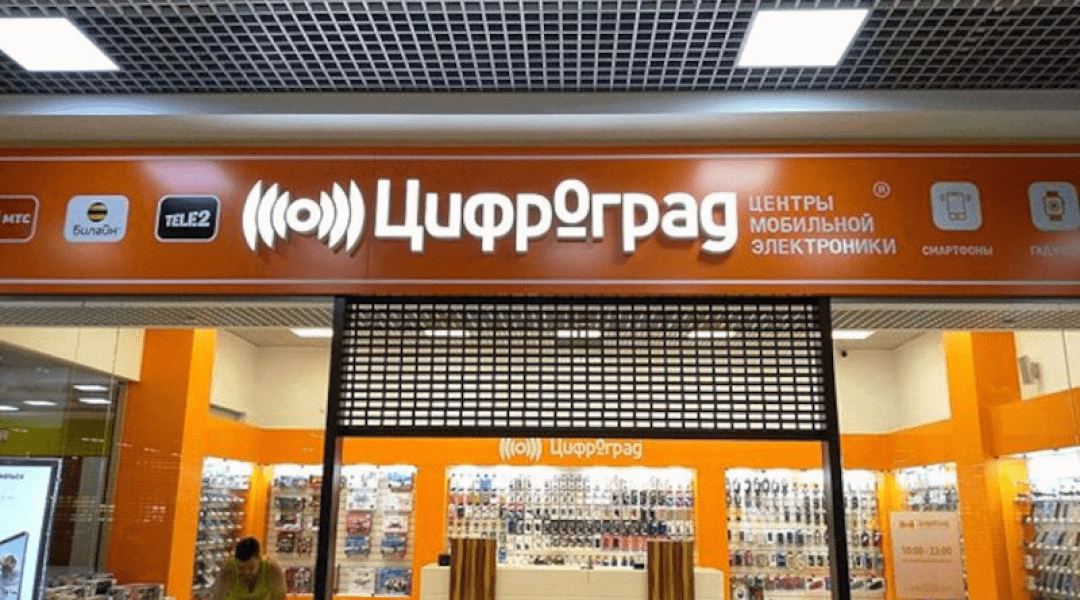 МТС
Билайн
TELE2
Цифроград
ЦЕНТРЫ
МОБИЛЬНОЙ
ЭЛЕКТРОНИКИ
®
СМАРТФОНЫ
Цифроград
10:00 - 22:00